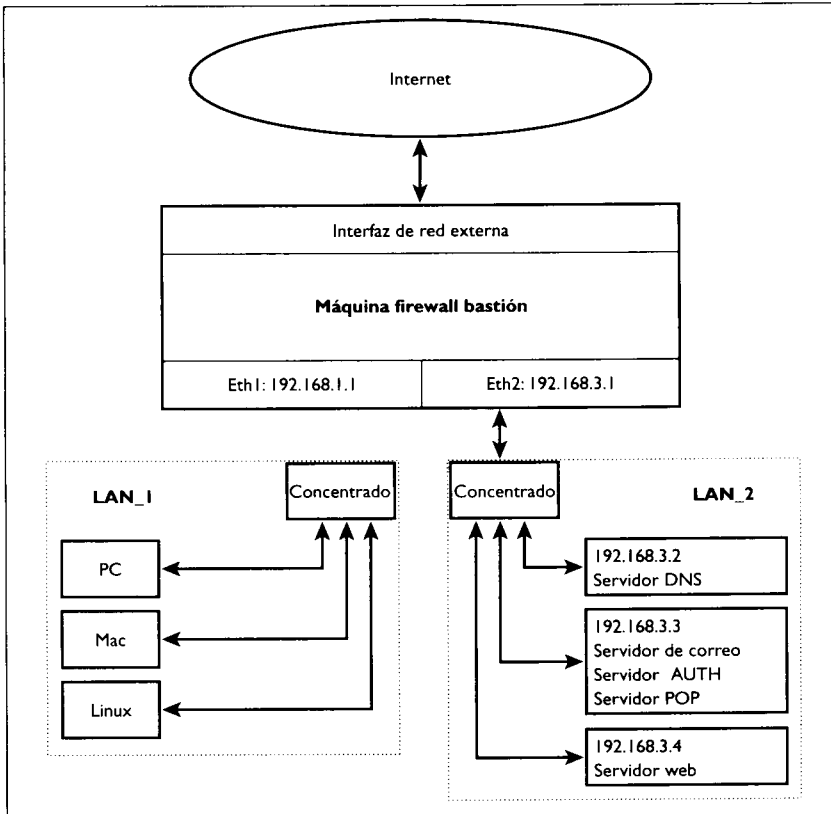 Internet
Interfaz de red externa
Máquina firewall bastión
Eth1: 192.168.1.1
Eth2: 192.168.3.1
LAN_1
Concentrado
PC
Mac
Linux
Concentrado
LAN_2
192.168.3.2
Servidor DNS
192.168.3.3
Servidor de correo
Servidor AUTH
Servidor POP
192.168.3.4
Servidor web